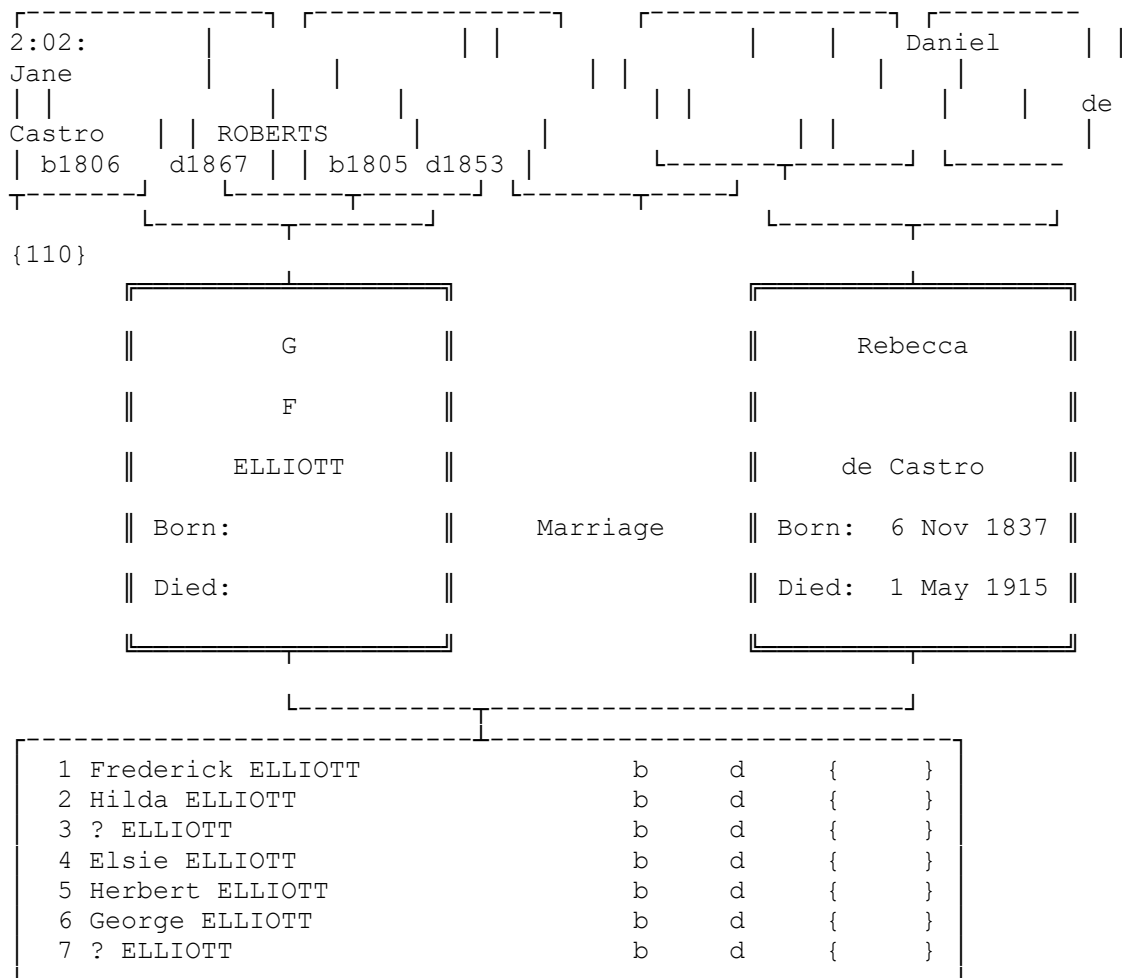 2:02: Daniel
Jane
de
Castro ROBERTS
b1806 d1867 b1805 d1853
{110}
G Rebecca
F
ELLIOTT de Castro
Born: Marriage Born: 6 Nov 1837
Died: Died: 1 May 1915
1 Frederick ELLIOTT b d { }
2 Hilda ELLIOTT b d { }
3 ? ELLIOTT b d { }
4 Elsie ELLIOTT b d { }
5 Herbert ELLIOTT b d { }
6 George ELLIOTT b d { }
7 ? ELLIOTT b d { }